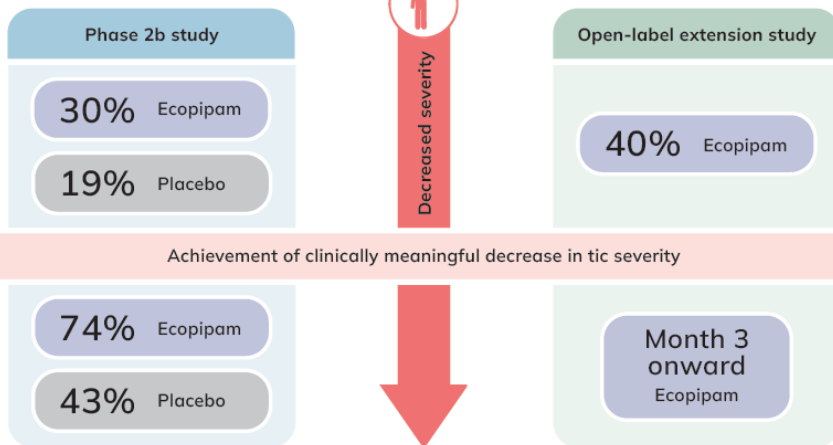 Phase 2b study
Open-label extension study
30% Ecopipam
19% Placebo
Decreased severity
40% Ecopipam
Achievement of clinically meaningful decrease in tic severity
74% Ecopipam
43% Placebo
Month 3
onward
Ecopipam